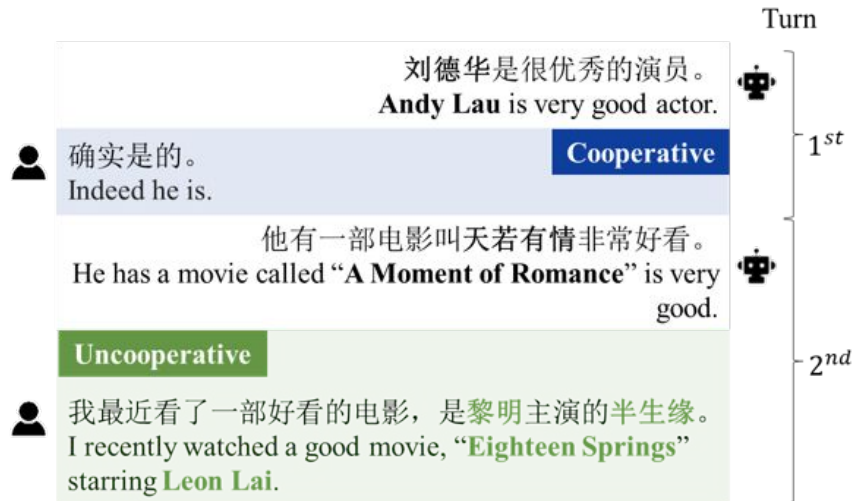 Turn
刘德华是很优秀的演员。
Andy Lau is very good actor.
确实是的。
Cooperative
Indeed he is.
1st
他有一部电影叫天若有情非常好看。
He has a movie called “A Moment of Romance” is very
good.
Uncooperative
2nd
我最近看了一部好看的电影，是黎明主演的半生缘。
I recently watched a good movie, “Eighteen Springs”
starring Leon Lai.